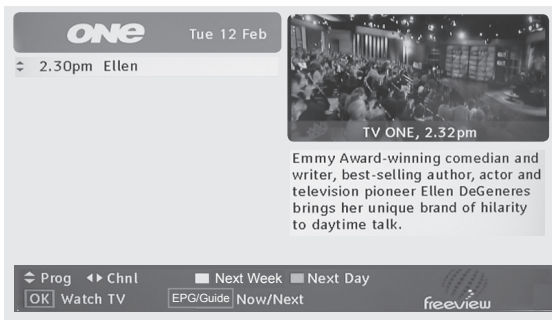 ONE Tue 12 Feb
2.30pm Ellen
TV ONE, 2.32pm
Emmy Award-winning comedian and
writer, best-selling author, actor and
television pioneer Ellen DeGeneres
brings her unique brand of hilarity
to daytime talk.
Prog Chnl Next Week Next Day
OK Watch TV EPG/Guide Now/Next
freeview